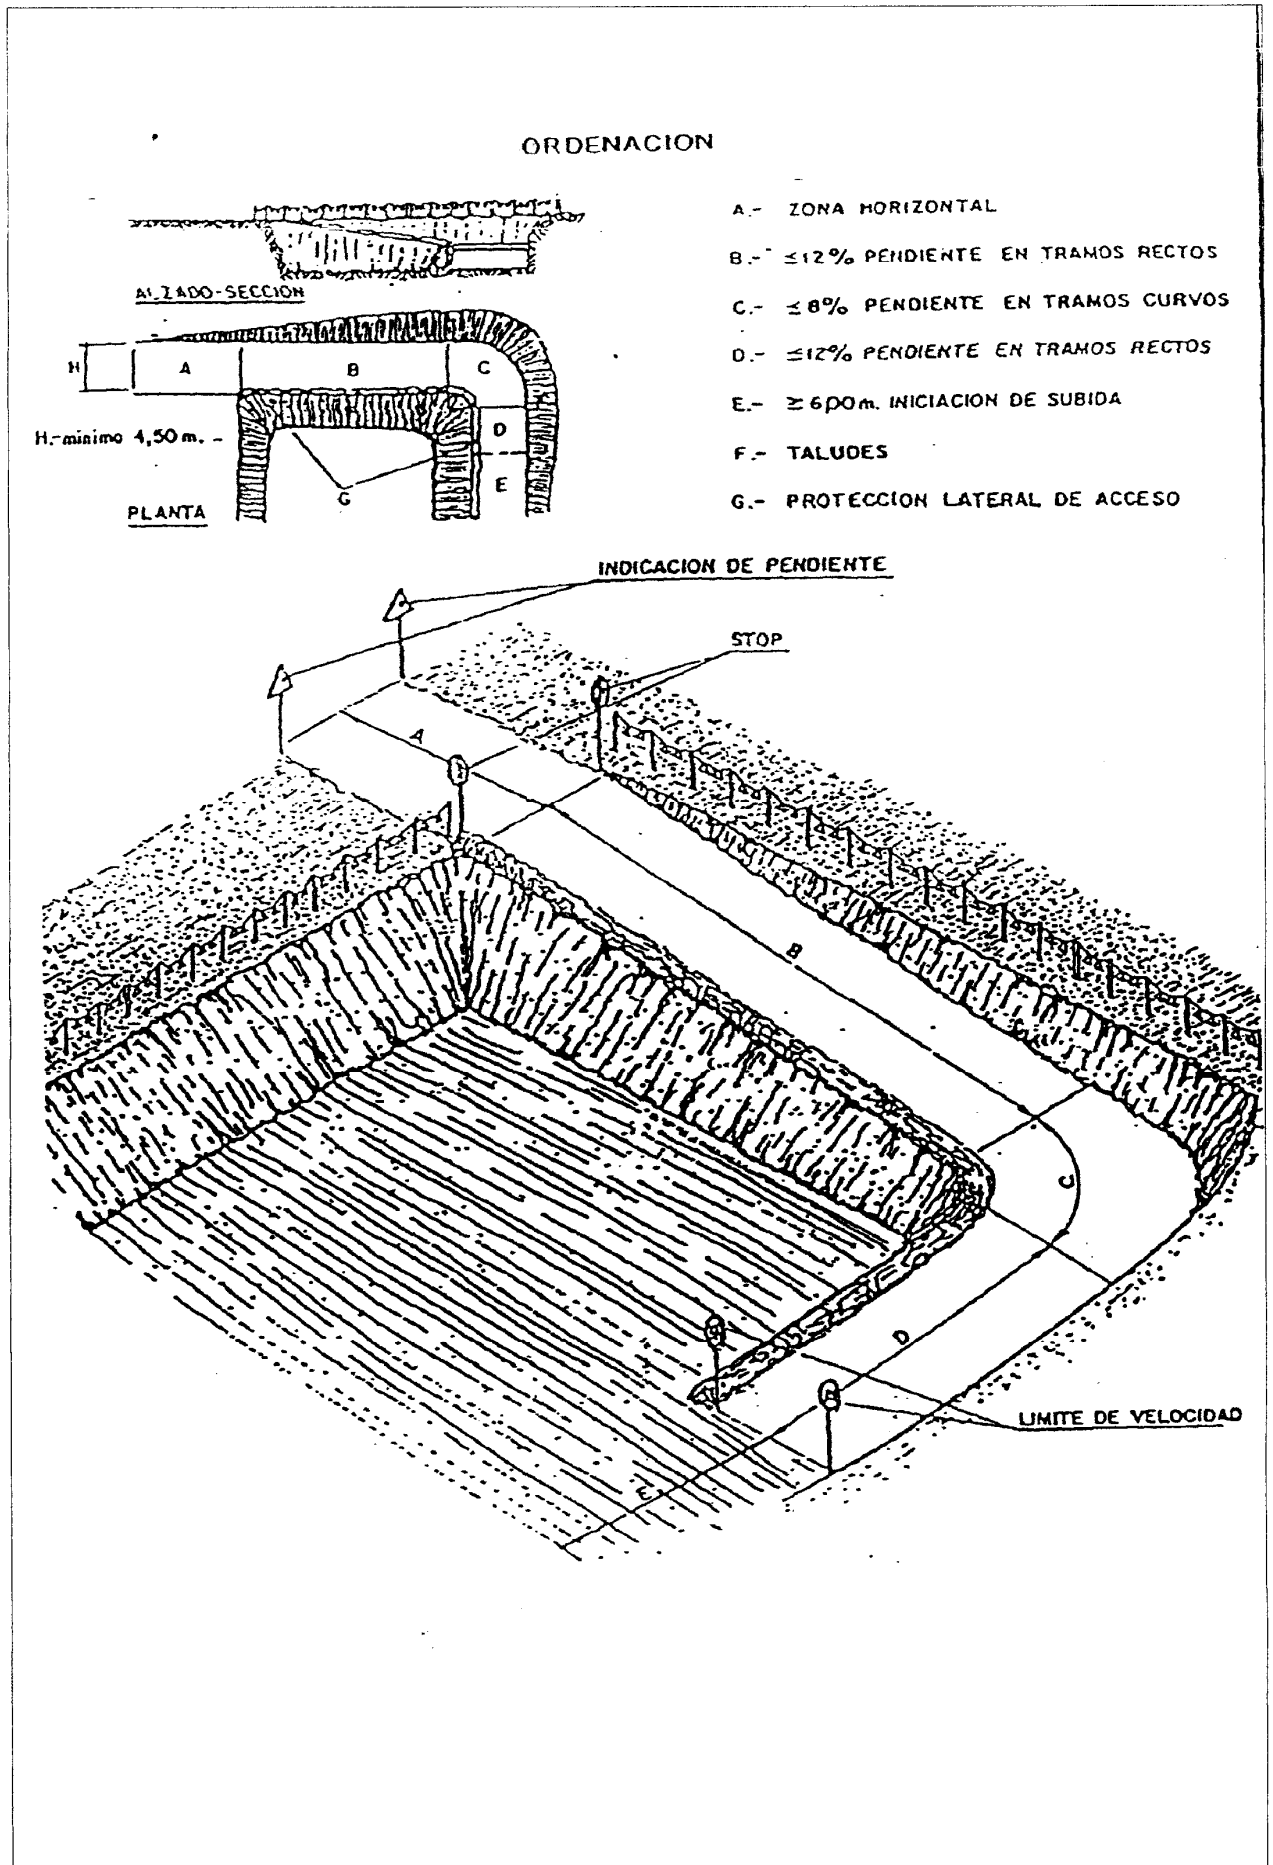 ORDENACION
A.- ZONA HORIZONTAL
B.- ≤12% PENDIENTE EN TRAMOS RECTOS
C.- ≤8% PENDIENTE EN TRAMOS CURVOS
D.- ≤12% PENDIENTE EN TRAMOS RECTOS
E.- ≥6,00m. INICIACION DE SUBIDA
F.- TALUDES
G.- PROTECCION LATERAL DE ACCESO
ALZADO-SECCION
H
A
B
C
D
E
F
G
H.-minimo 4,50m.-
PLANTA
INDICACION DE PENDIENTE
STOP
A
B
C
D
E
LIMITE DE VELOCIDAD